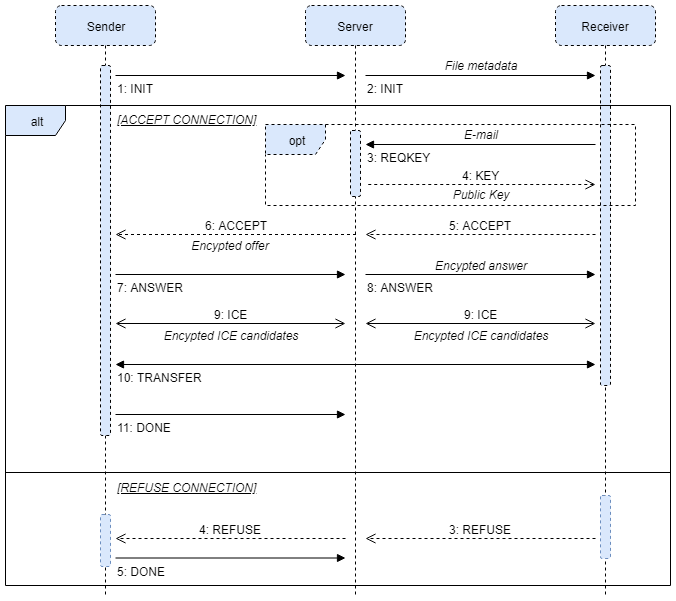 Sender
Server
Receiver
File metadata
1: INIT
2: INIT
alt
[ACCEPT CONNECTION]
opt
E-mail
3: REQKEY
4: KEY
Public Key
6: ACCEPT
5: ACCEPT
Encypted offer
Encypted answer
7: ANSWER
8: ANSWER
9: ICE
9: ICE
Encypted ICE candidates
Encypted ICE candidates
10: TRANSFER
11: DONE
[REFUSE CONNECTION]
4: REFUSE
3: REFUSE
5: DONE